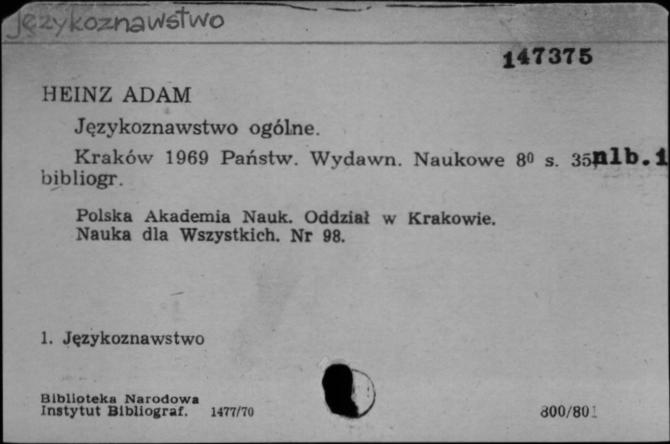 Językoznawstwo
147375
HEINZ ADAM
Językoznawstwo ogólne.
Kraków 1969 Państw. Wydawn. Naukowe 8⁰ s. 35, nlb. 1
bibliogr.
Polska Akademia Nauk. Oddział w Krakowie.
Nauka dla Wszystkich. Nr 98.
1. Językoznawstwo
Biblioteka Narodowa
Instytut Bibliograf. 1477/70
800/801